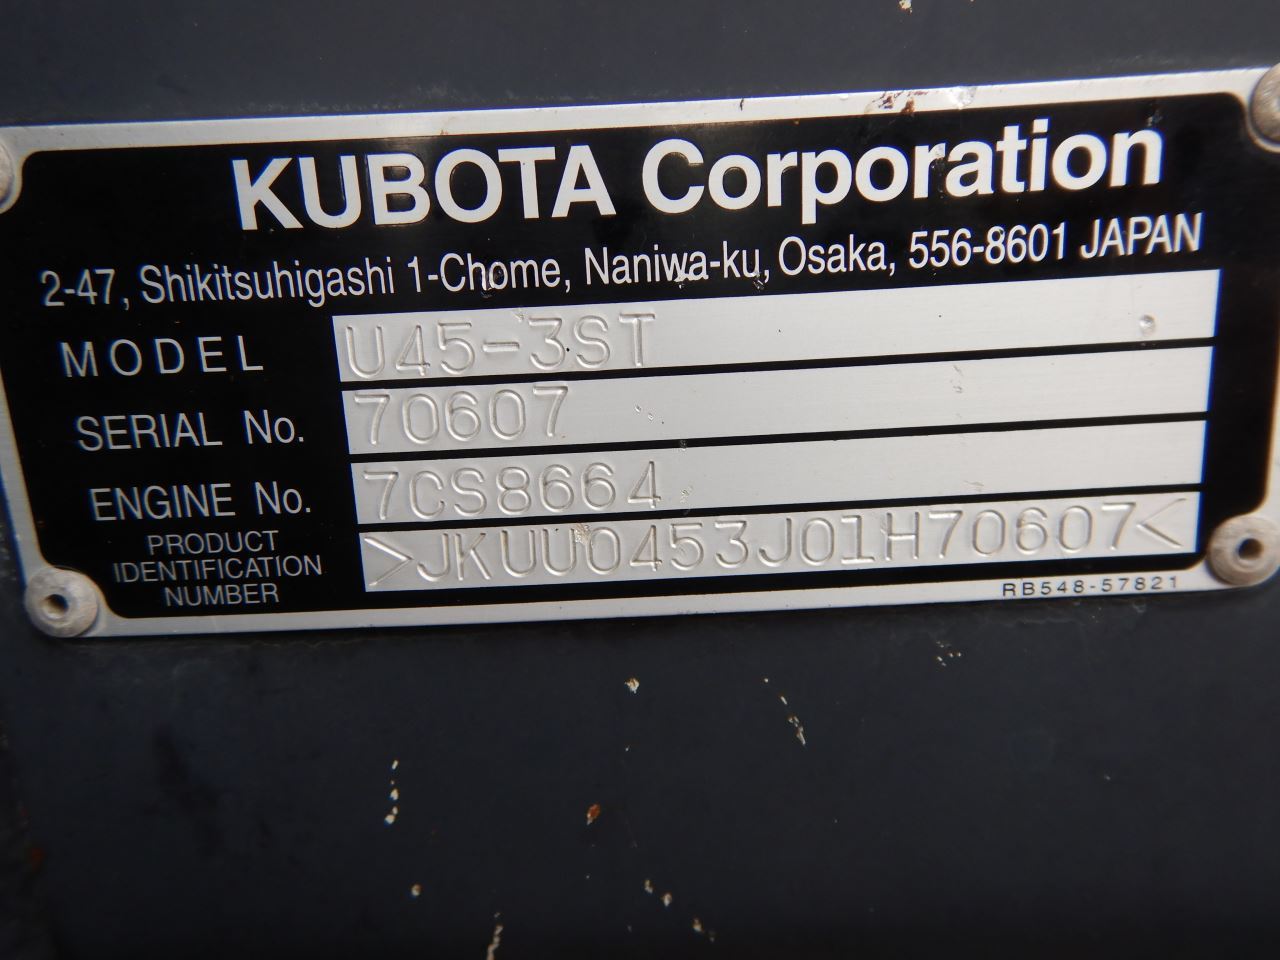 KUBOTA Corporation
2-47, Shikitsuhigashi 1-Chome, Naniwa-ku, Osaka, 556-8601 JAPAN
MODEL U45-3ST
SERIAL No. 70607
ENGINE No. 7CS8664
PRODUCT
IDENTIFICATION
NUMBER
>JKUU0453J01H70607<
RB548-57821